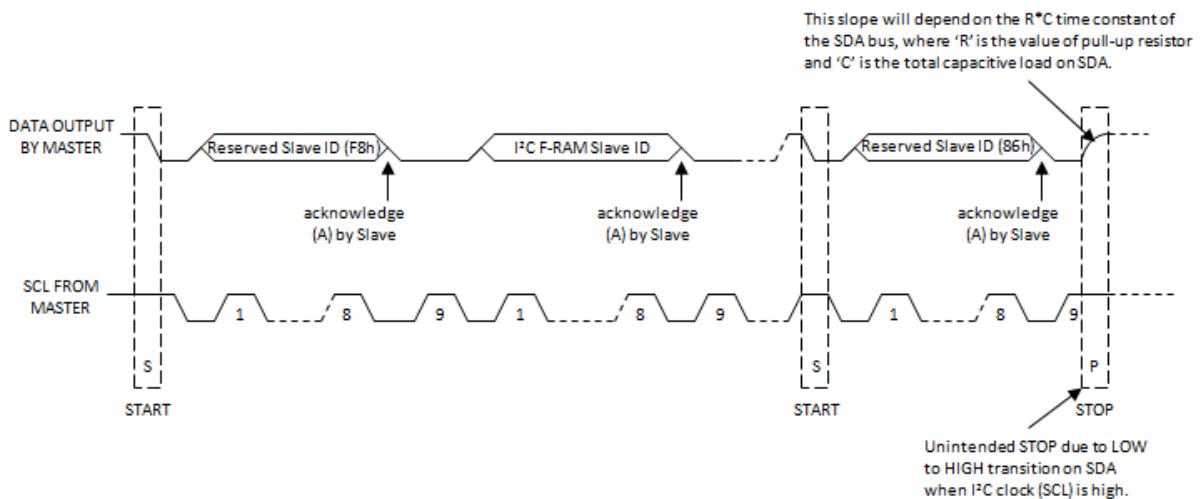 This slope will depend on the R*C time constant of
the SDA bus, where ‘R’ is the value of pull-up resistor
and ‘C’ is the total capacitive load on SDA.
DATA OUTPUT
BY MASTER
Reserved Slave ID (F8h)
I²C F-RAM Slave ID
Reserved Slave ID (86h)
acknowledge
(A) by Slave
acknowledge
(A) by Slave
acknowledge
(A) by Slave
SCL FROM
MASTER
1
8
9
1
8
9
1
8
9
S
S
P
START
START
STOP
Unintended STOP due to LOW
to HIGH transition on SDA
when I²C clock (SCL) is high.